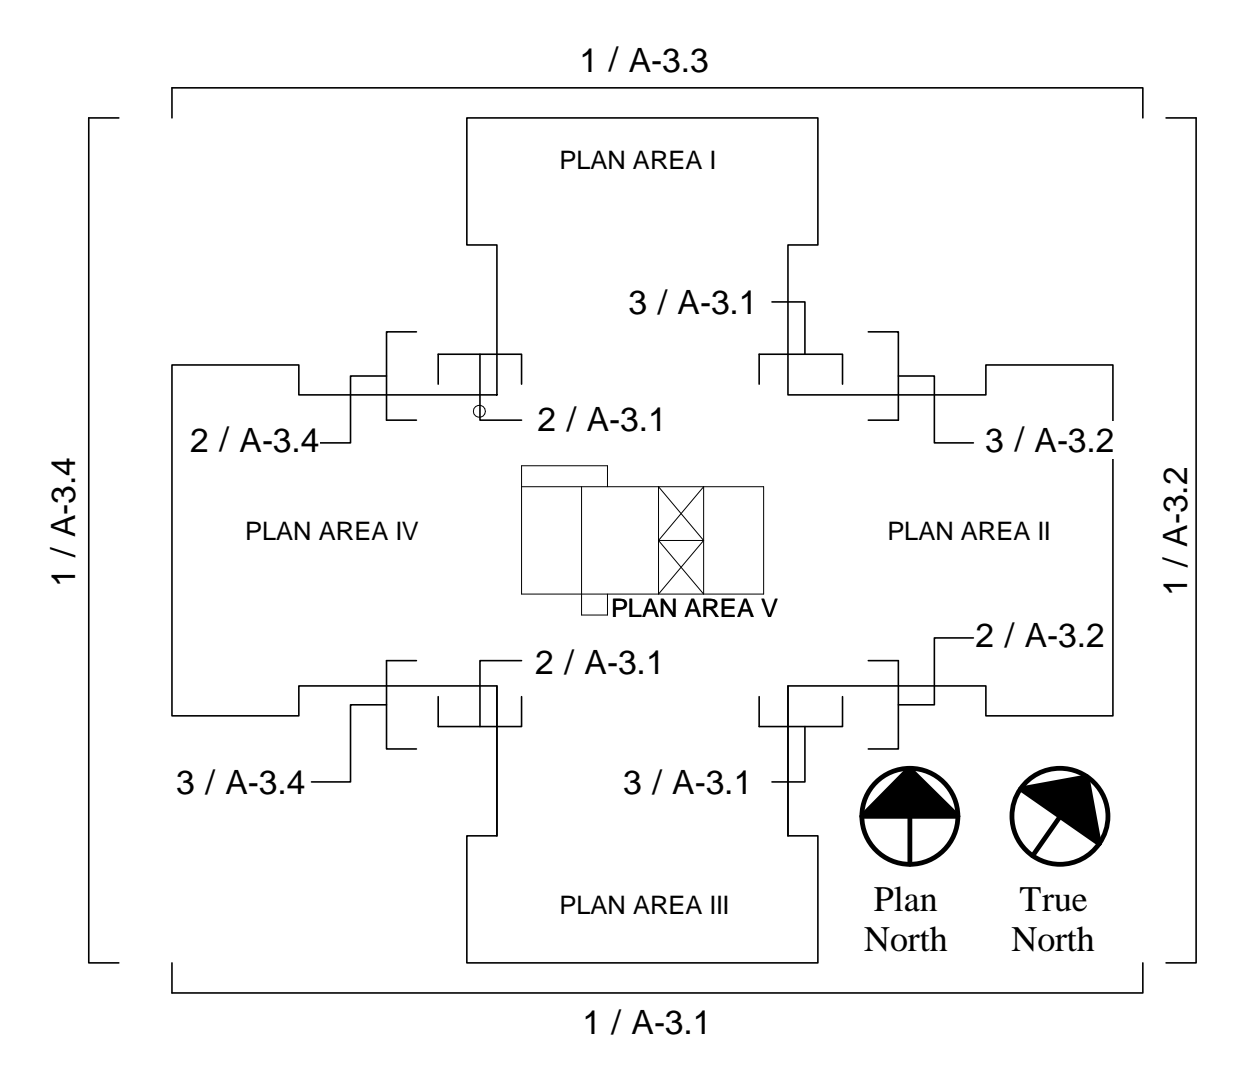 1 / A-3.3
PLAN AREA I
3 / A-3.1
2 / A-3.4
2 / A-3.1
3 / A-3.2
1 / A-3.4
PLAN AREA IV
PLAN AREA II
1 / A-3.2
PLAN AREA V
2 / A-3.2
2 / A-3.1
3 / A-3.4
3 / A-3.1
PLAN AREA III
Plan
North
True
North
1 / A-3.1